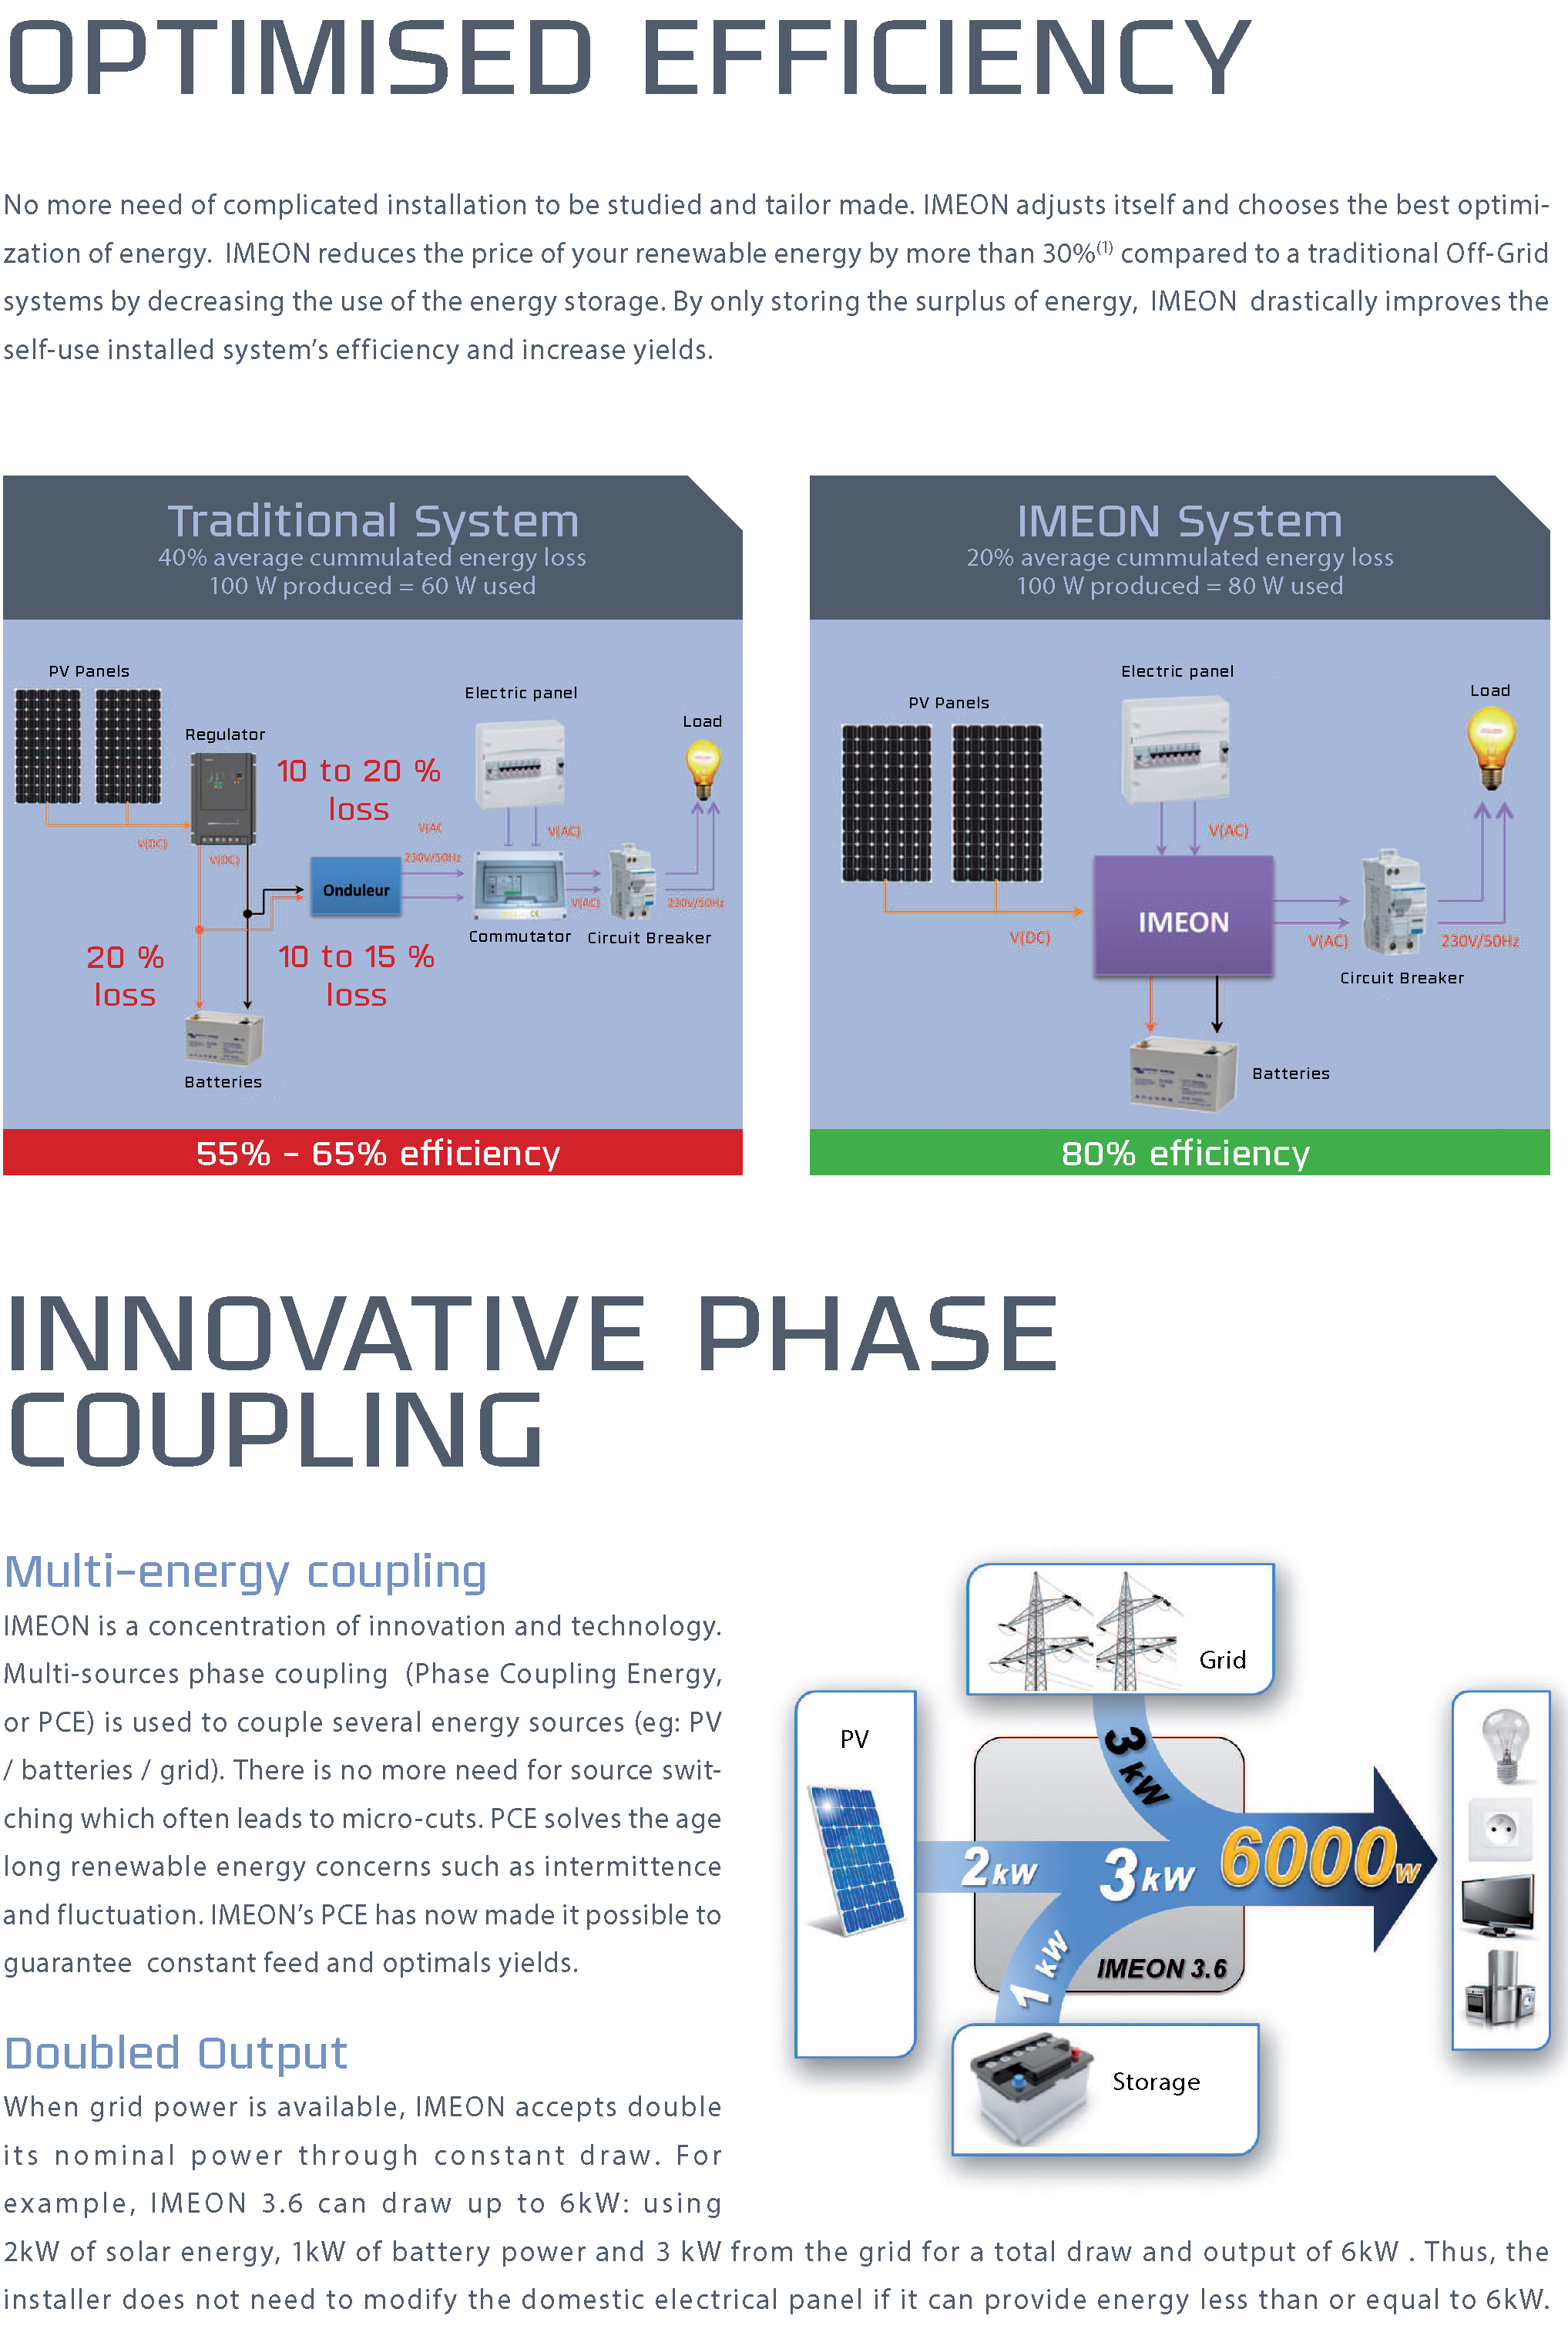 OPTIMISED EFFICIENCY
No more need of complicated installation to be studied and tailor made. IMEON adjusts itself and chooses the best optimi-
zation of energy. IMEON reduces the price of your renewable energy by more than 30%(1) compared to a traditional Off-Grid
systems by decreasing the use of the energy storage. By only storing the surplus of energy, IMEON drastically improves the
self-use installed system's efficiency and increase yields.
Traditional System
40% average cummulated energy loss
100 W produced = 60 W used
PV Panels
Electric panel
Load
Regulator
10 to 20 %
loss
V(AC
V(AC)
V(DC)
V(DC)
230V/50Hz
Onduleur
V(AC)
230V/50Hz
Commutator
Circuit Breaker
20 %
loss
10 to 15 %
loss
Batteries
55% - 65% efficiency
IMEON System
20% average cummulated energy loss
100 W produced = 80 W used
Electric panel
Load
PV Panels
V(AC)
IMEON
V(DC)
V(AC)
230V/50Hz
Circuit Breaker
Batteries
80% efficiency
INNOVATIVE PHASE
COUPLING
Multi-energy coupling
IMEON is a concentration of innovation and technology.
Multi-sources phase coupling (Phase Coupling Energy,
or PCE) is used to couple several energy sources (eg: PV
/ batteries / grid). There is no more need for source swit-
ching which often leads to micro-cuts. PCE solves the age
long renewable energy concerns such as intermittence
and fluctuation. IMEON's PCE has now made it possible to
guarantee constant feed and optimals yields.
Grid
PV
3 kW
2 kW
3 kW
6000 W
1 kW
IMEON 3.6
Storage
Doubled Output
When grid power is available, IMEON accepts double
its nominal power through constant draw. For
example, IMEON 3.6 can draw up to 6kW: using
2kW of solar energy, 1kW of battery power and 3 kW from the grid for a total draw and output of 6kW . Thus, the
installer does not need to modify the domestic electrical panel if it can provide energy less than or equal to 6kW.